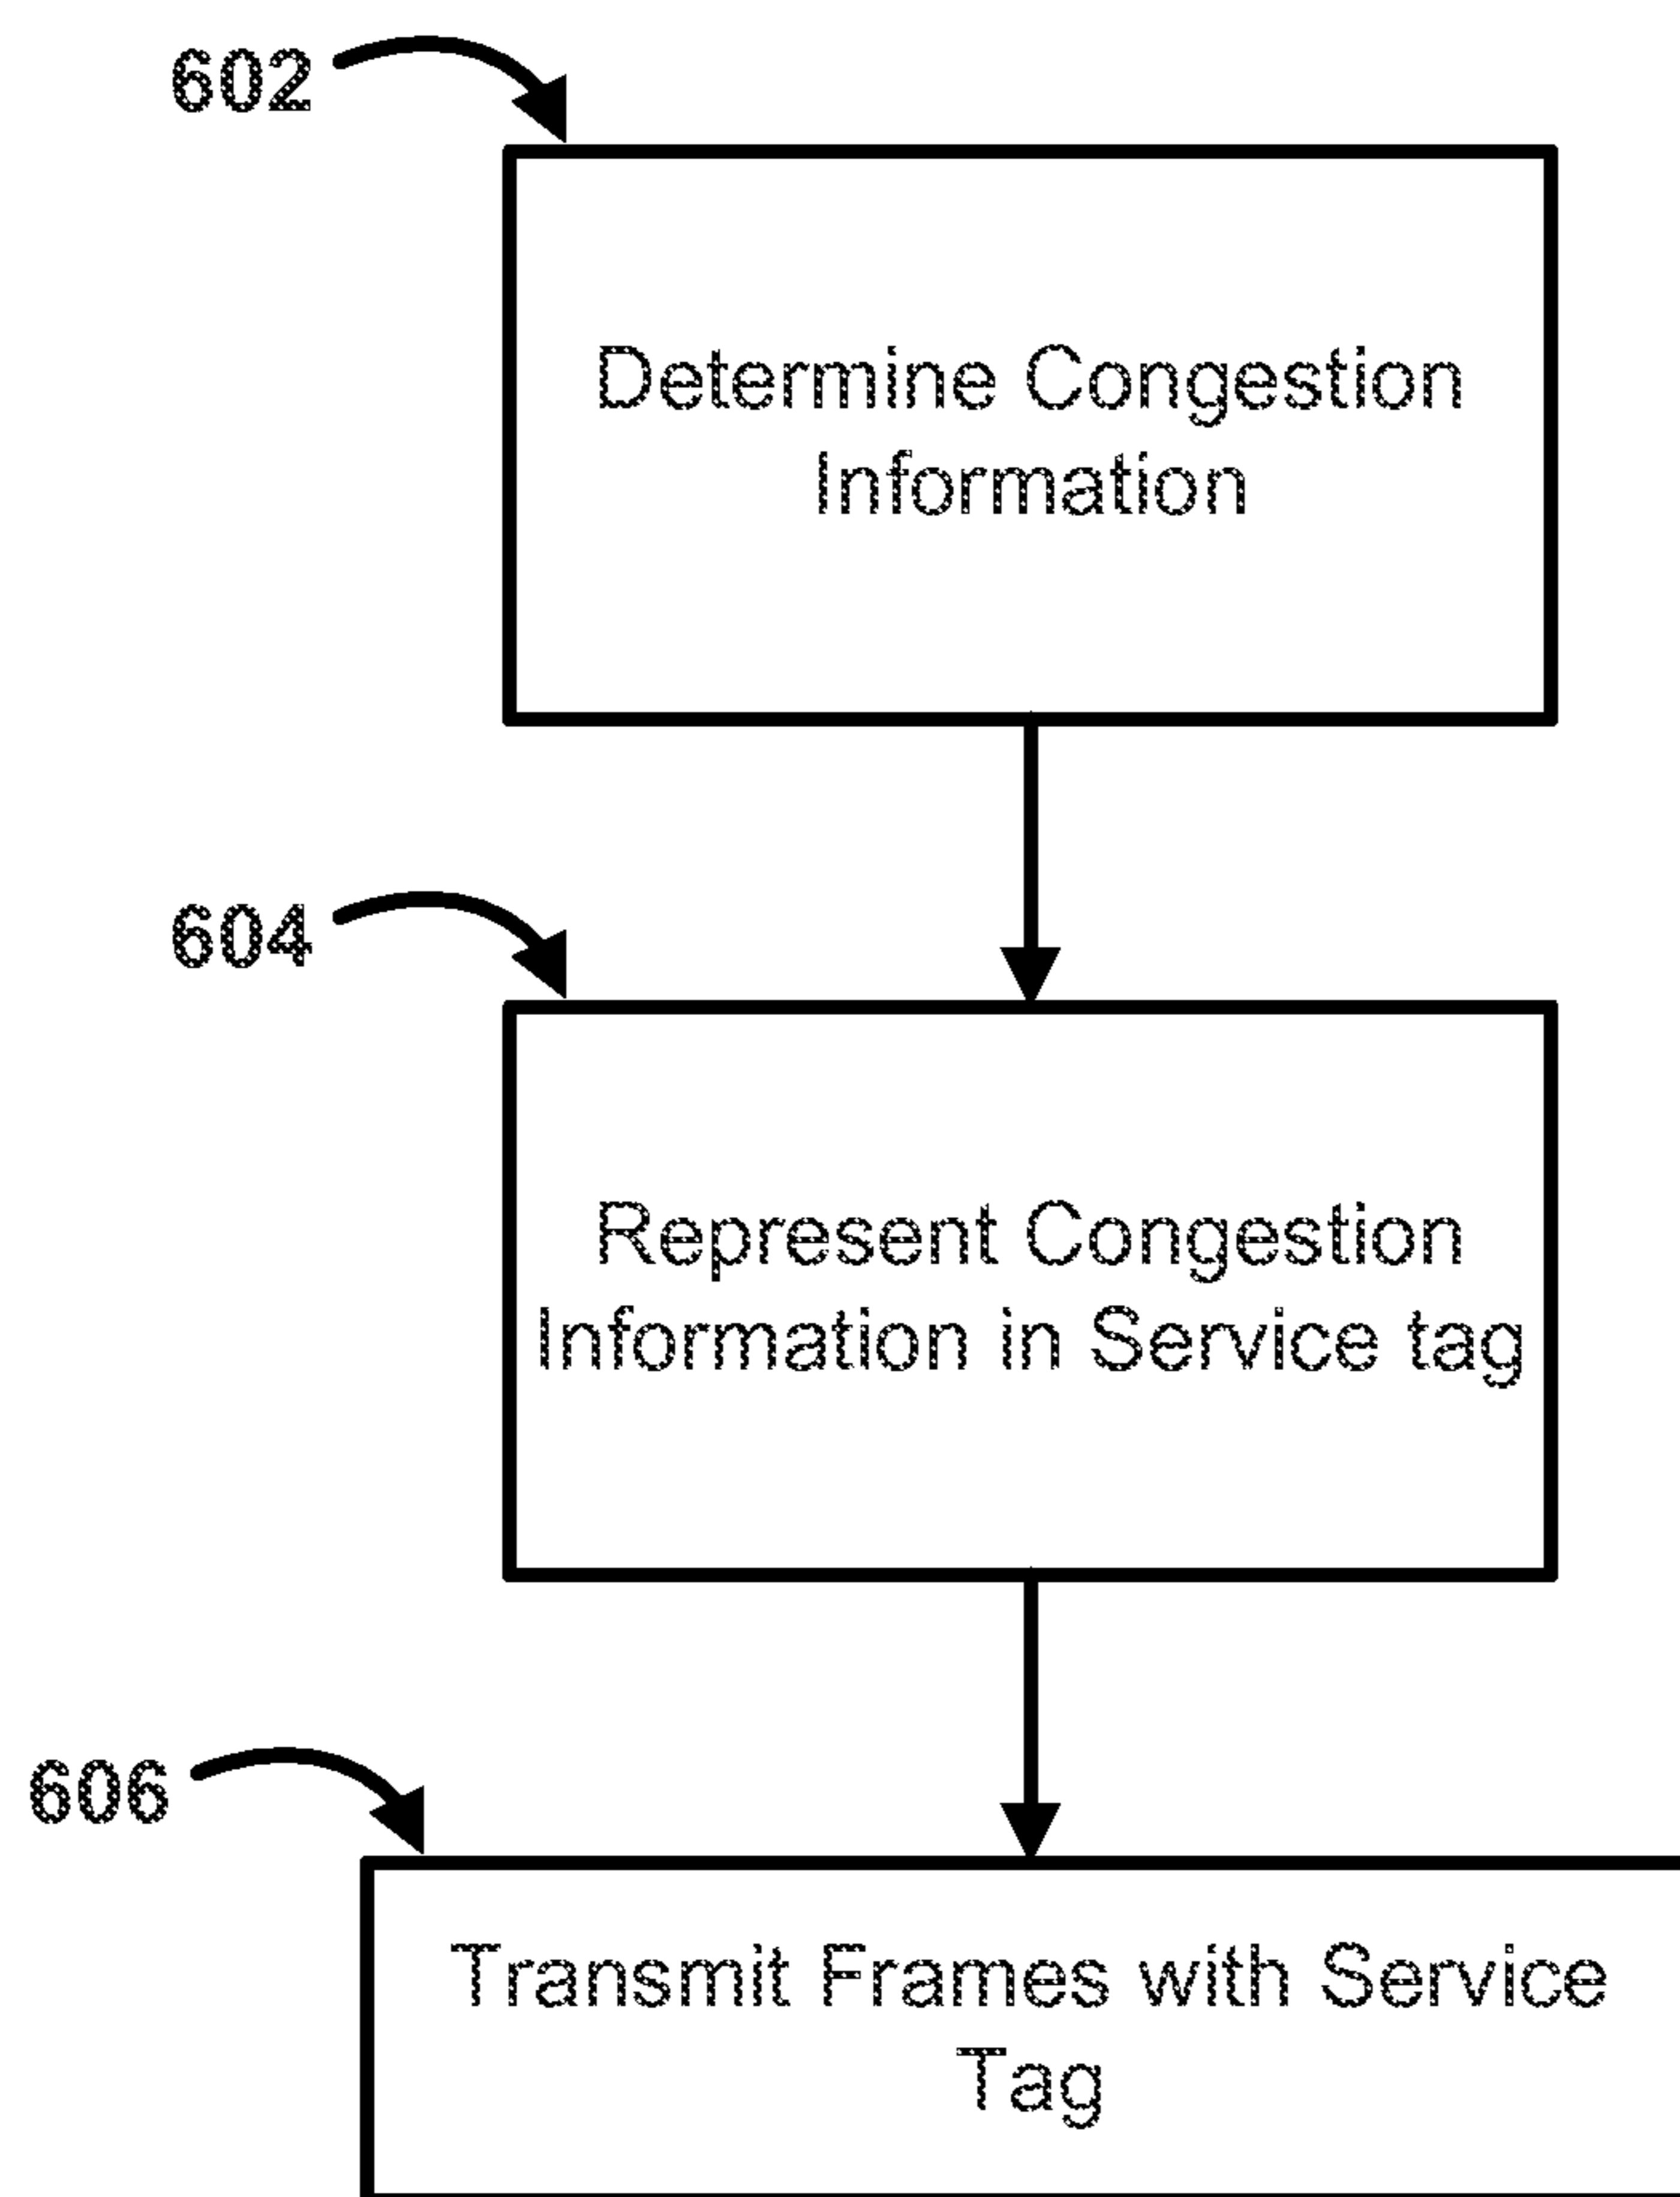 602
Determine Congestion
Information
604
Represent Congestion
Information in Service tag
606
Transmit Frames with Service
Tag